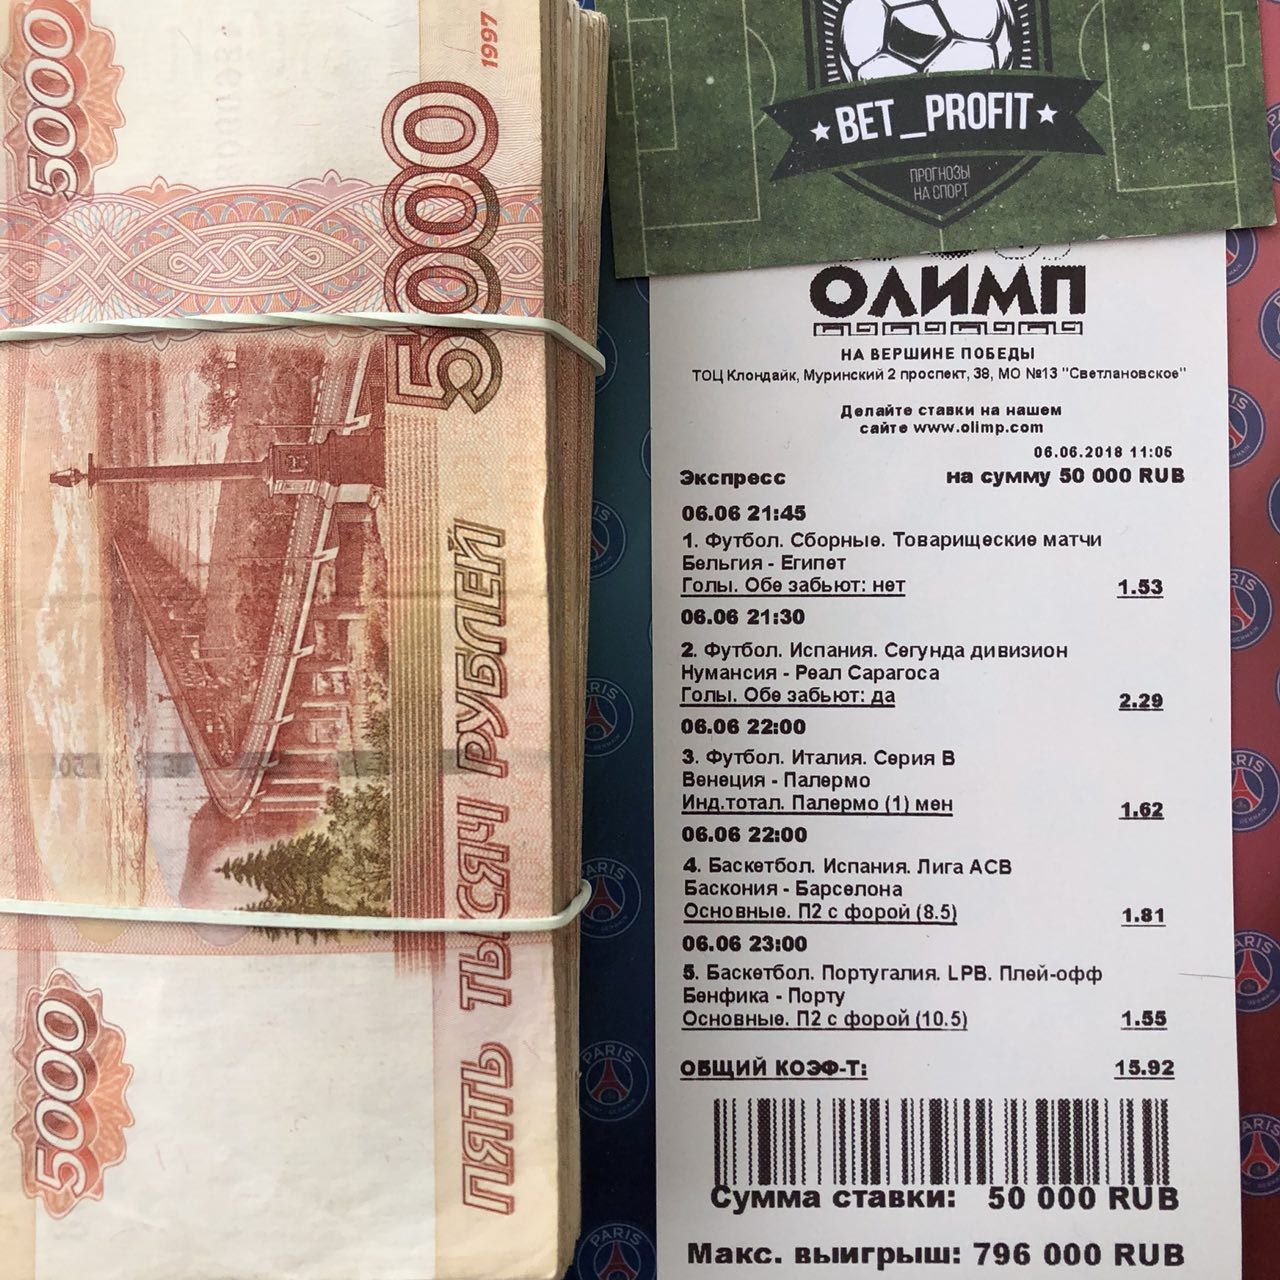 5000
1997
5000
ПЯТЬ ТЫСЯЧ РУБЛЕЙ
5000
BET_PROFIT
ПРОГНОЗЫ
НА СПОРТ
ОЛИМП
НА ВЕРШИНЕ ПОБЕДЫ
ТОЦ Клондайк, Муринский 2 проспект, 38, МО №13 "Светлановское"
Делайте ставки на нашем
сайте www.olimp.com
06.06.2018 11:05
Экспресс на сумму 50 000 RUB
06.06 21:45
1. Футбол. Сборные. Товарищеские матчи
Бельгия - Египет
Голы. Обе забьют: нет 1.53
06.06 21:30
2. Футбол. Испания. Сегунда дивизион
Нумансия - Реал Сарагоса
Голы. Обе забьют: да 2.29
06.06 22:00
3. Футбол. Италия. Серия В
Венеция - Палермо
Инд.тотал. Палермо (1) мен 1.62
06.06 22:00
4. Баскетбол. Испания. Лига АСВ
Баскония - Барселона
Основные. П2 с форой (8.5) 1.81
06.06 23:00
5. Баскетбол. Португалия. LPB. Плей-офф
Бенфика - Порту
Основные. П2 с форой (10.5) 1.55
ОБЩИЙ КОЭФ-Т: 15.92
Сумма ставки: 50 000 RUB
Макс. выигрыш: 796 000 RUB
PARIS
PARIS
PARIS
PARIS
PARIS
PARIS